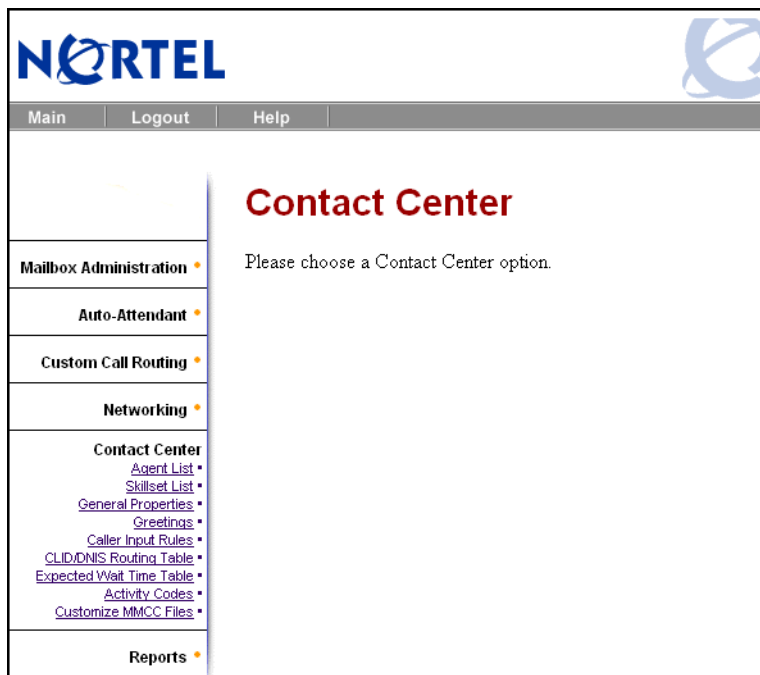 NORTEL
Main Logout Help
Contact Center
Please choose a Contact Center option.
Mailbox Administration
Auto-Attendant
Custom Call Routing
Networking
Contact Center
Agent List
Skillset List
General Properties
Greetings
Caller Input Rules
CLID/DNIS Routing Table
Expected Wait Time Table
Activity Codes
Customize MMCC Files
Reports